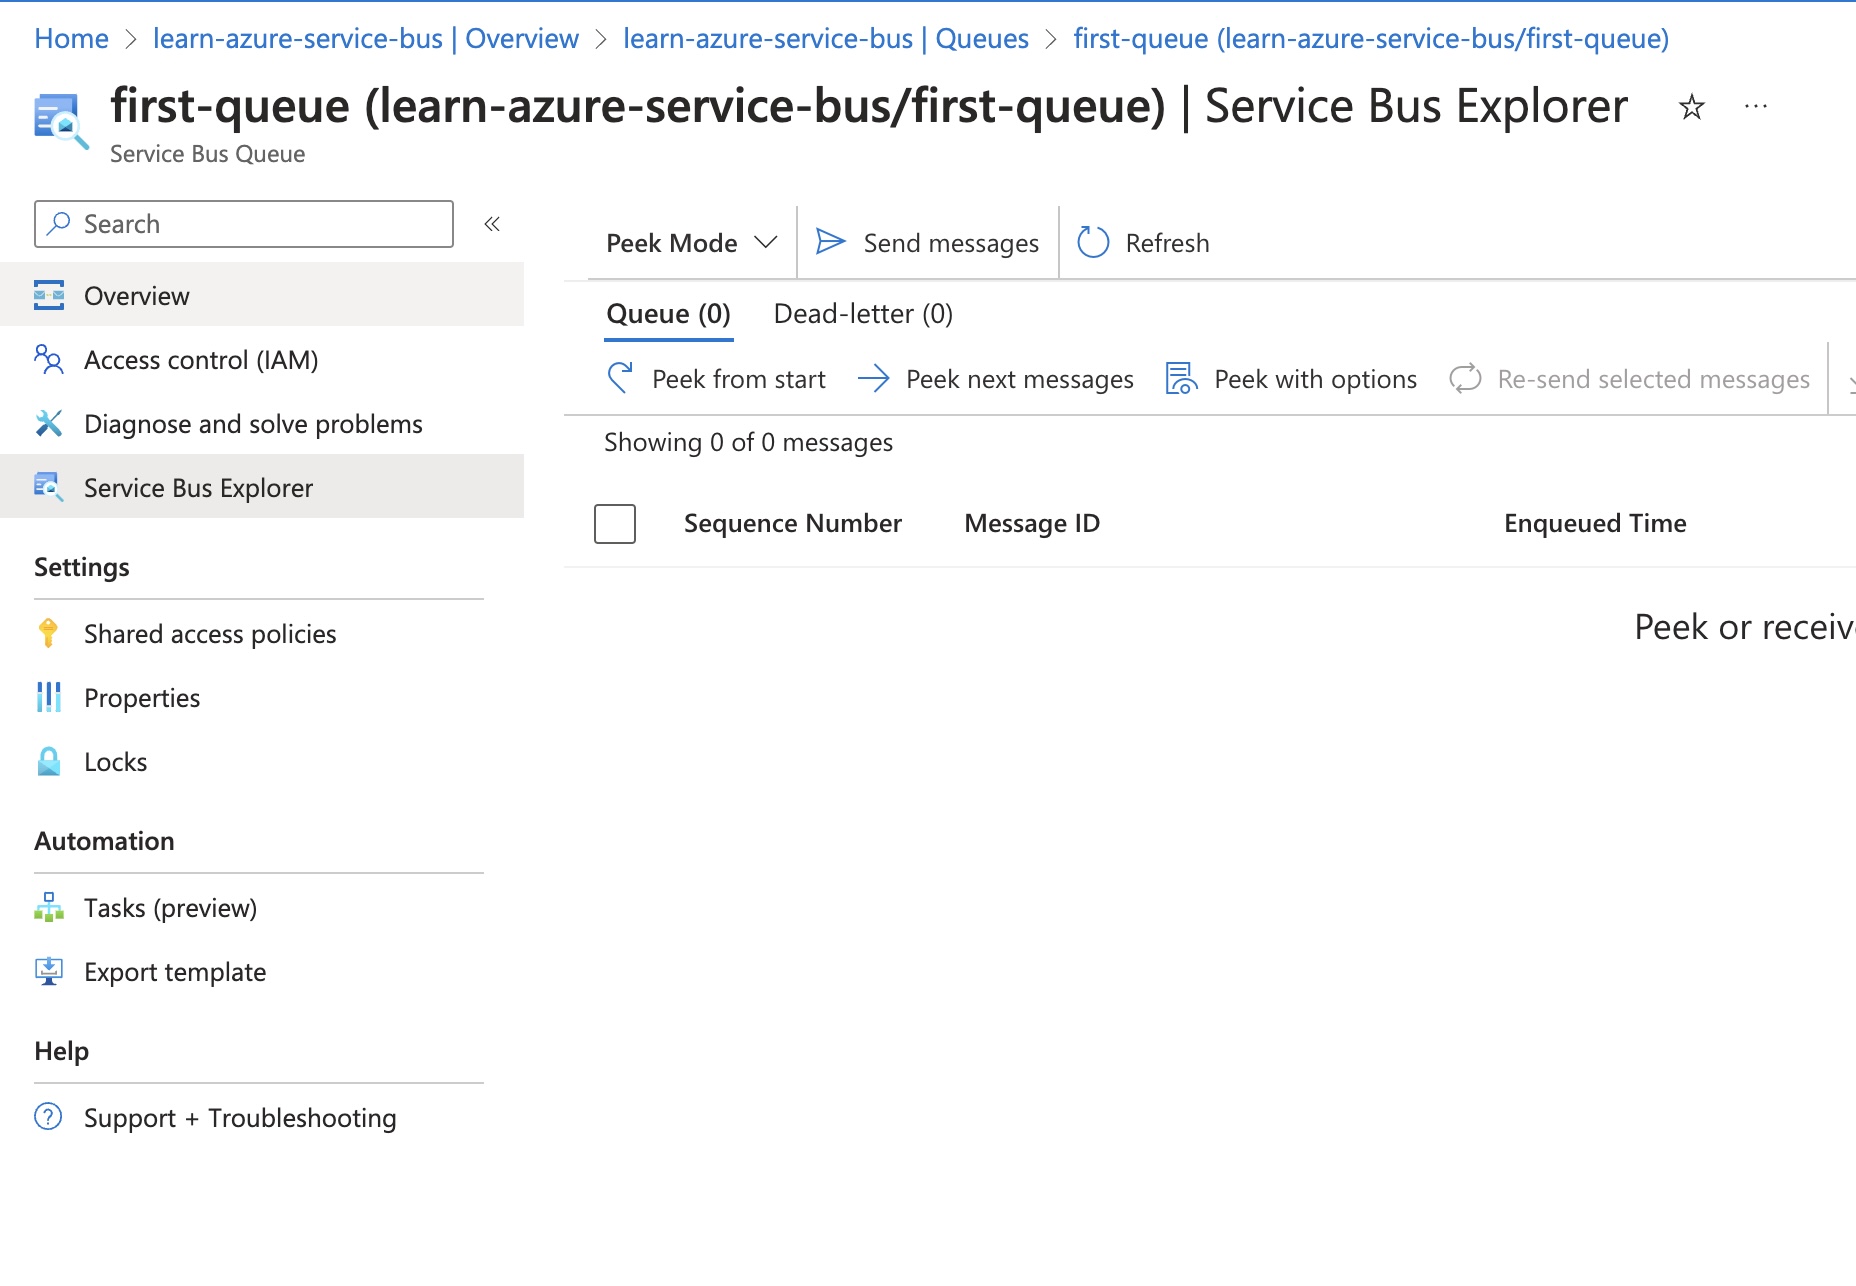 Home > learn-azure-service-bus | Overview > learn-azure-service-bus | Queues > first-queue (learn-azure-service-bus/first-queue)
first-queue (learn-azure-service-bus/first-queue) | Service Bus Explorer
Service Bus Queue
Search
Overview
Access control (IAM)
Diagnose and solve problems
Service Bus Explorer
Settings
Shared access policies
Properties
Locks
Automation
Tasks (preview)
Export template
Help
Support + Troubleshooting
Peek Mode Send messages Refresh
Queue (0) Dead-letter (0)
Peek from start Peek next messages Peek with options Re-send selected messages
Showing 0 of 0 messages
Sequence Number Message ID Enqueued Time
Peek or